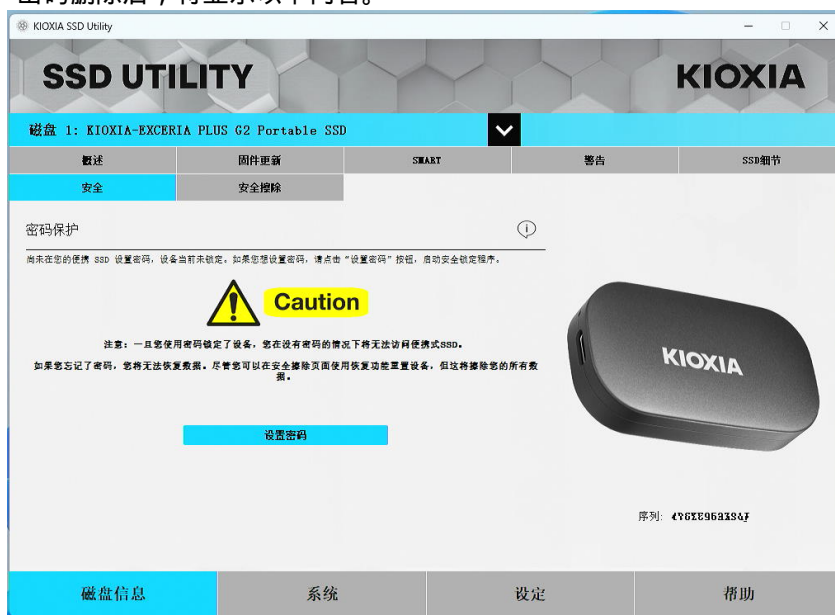 KIOXIA SSD Utility
SSD UTILITY
KIOXIA
磁盘 1: KIOXIA-EXCERIA PLUS G2 Portable SSD
概述
固件更新
SMART
警告
SSD细节
安全
安全擦除
密码保护
尚未在您的便携 SSD 设置密码，设备当前未锁定。如果您想设置密码，请点击“设置密码”按钮，启动安全锁定程序。
Caution
注意：一旦您使用密码锁定了设备，您在没有密码的情况下将无法访问便携式SSD。
如果您忘记了密码，您将无法恢复数据。尽管您可以在安全擦除页面使用恢复功能重置设备，但这将擦除您的所有数
据。
设置密码
KIOXIA
序列:
磁盘信息
系统
设定
帮助